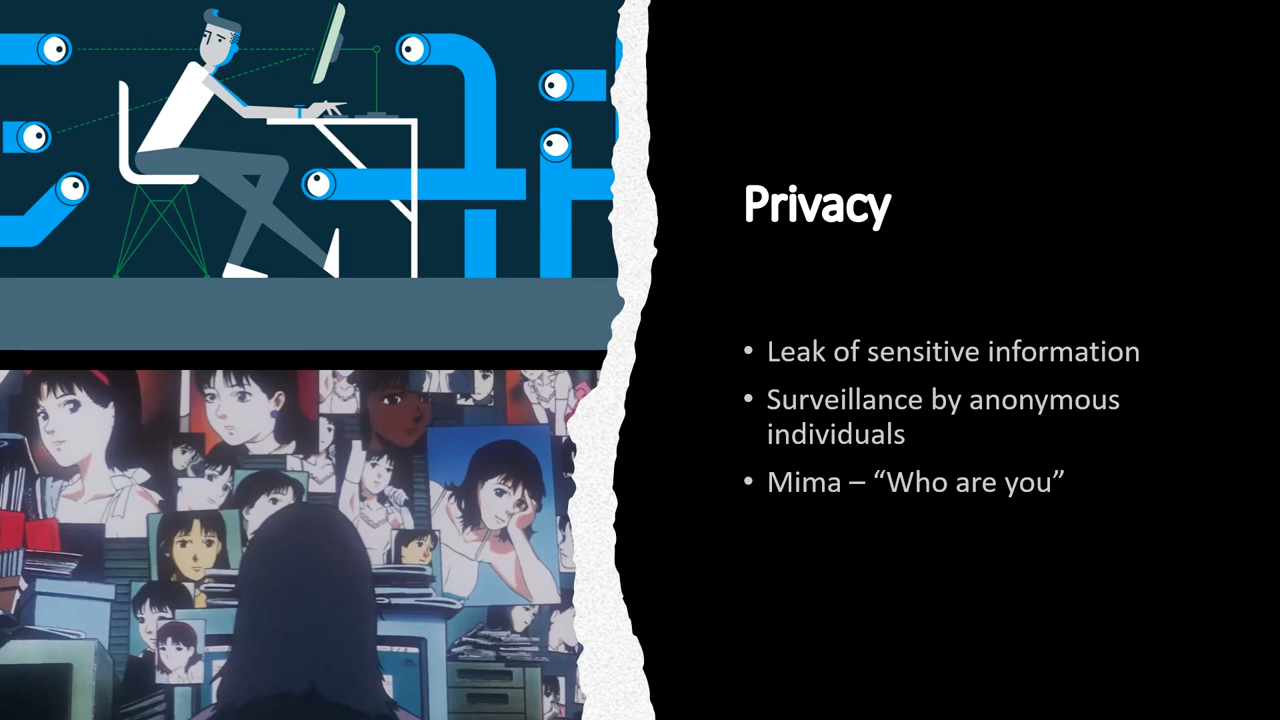 Privacy
• Leak of sensitive information
• Surveillance by anonymous
individuals
• Mima – “Who are you”